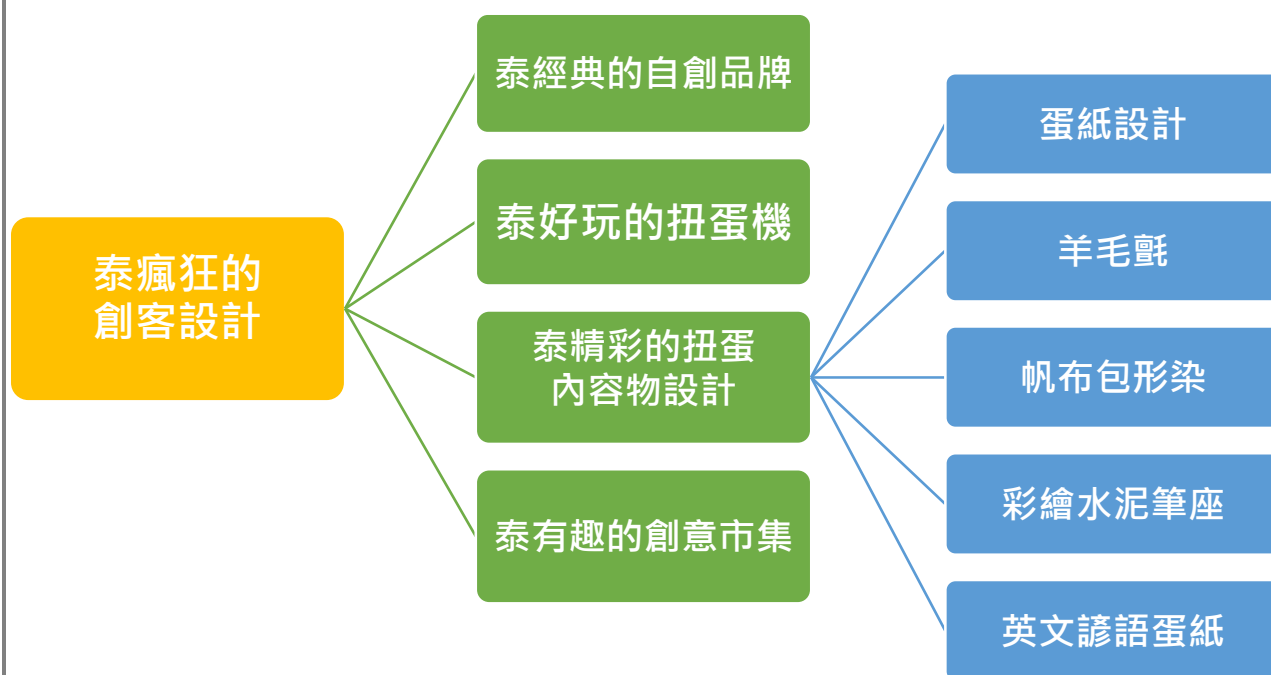 泰瘋狂的
創客設計
泰經典的自創品牌
泰好玩的扭蛋機
泰精彩的扭蛋
內容物設計
泰有趣的創意市集
蛋紙設計
羊毛氈
帆布包形染
彩繪水泥筆座
英文諺語蛋紙